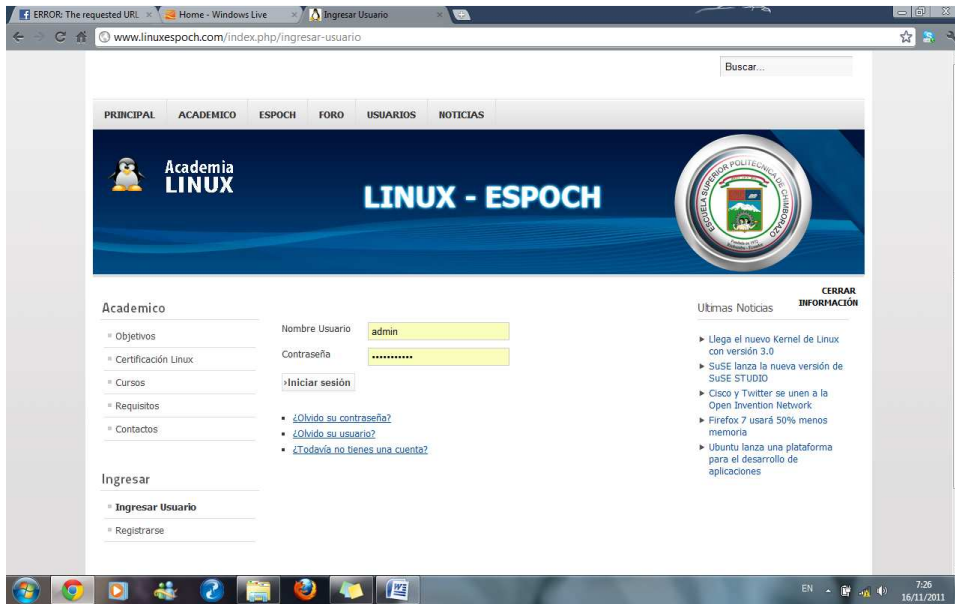 ERROR: The requested URL
Home - Windows Live
Ingresar Usuario
www.linuxespoch.com/index.php/ingresar-usuario
Buscar...
PRINCIPAL ACADEMICO ESPOCH FORO USUARIOS NOTICIAS
Academia
LINUX
LINUX - ESPOCH
ESCUELA SUPERIOR POLITECNICA DE CHIMBORAZO
CERRAR
INFORMACIÓN
Academico
Objetivos
Certificación Linux
Cursos
Requisitos
Contactos
Ingresar
Ingresar Usuario
Registrarse
Nombre Usuario admin
Contraseña •••••••••••
›Iniciar sesión
¿Olvido su contraseña?
¿Olvido su usuario?
¿Todavía no tienes una cuenta?
Ultimas Noticias
Llega el nuevo Kernel de Linux
con versión 3.0
SuSE lanza la nueva versión de
SuSE STUDIO
Cisco y Twitter se unen a la
Open Invention Network
Firefox 7 usará 50% menos
memoria
Ubuntu lanza una plataforma
para el desarrollo de
aplicaciones
EN
7:26
16/11/2011